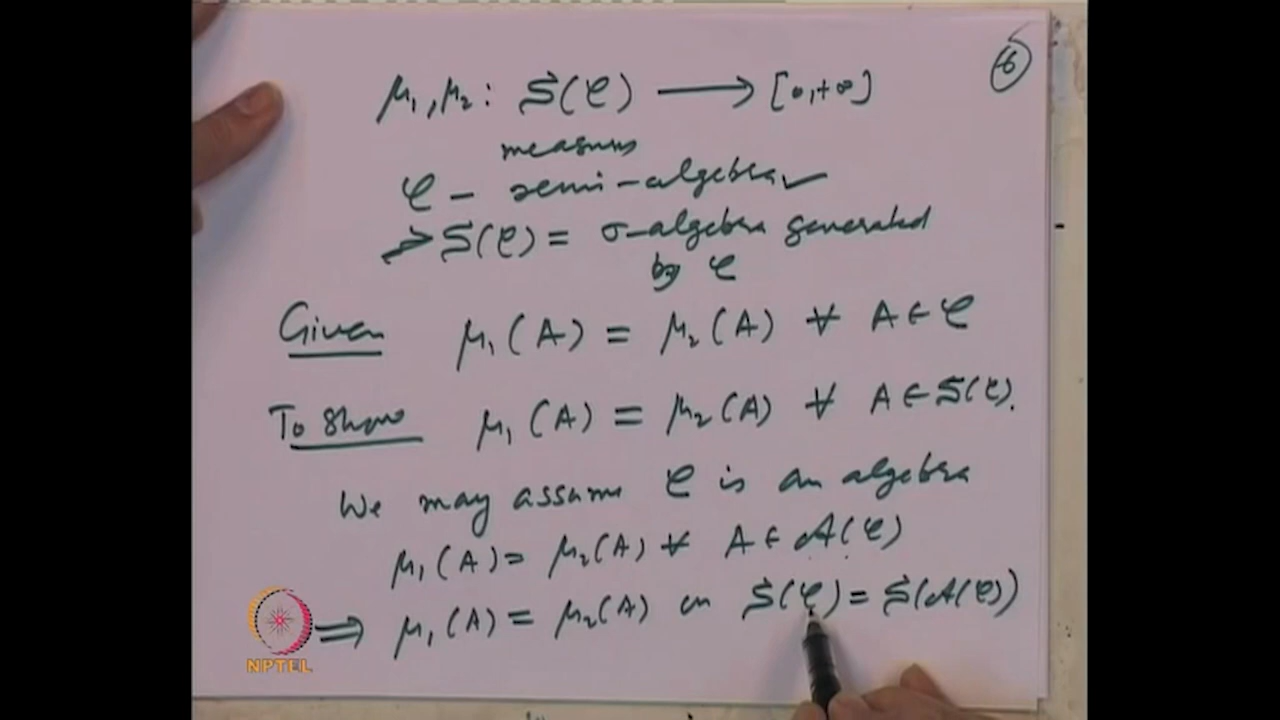 6
μ₁, μ₂ : S(C) ⟶ [0, +∞]
measures
C – semi-algebra ✓
→ S(C) = σ-algebra generated
by C
Given μ₁(A) = μ₂(A) ∀ A ∈ C
To Show μ₁(A) = μ₂(A) ∀ A ∈ S(C).
We may assume C is an algebra
μ₁(A) = μ₂(A) ∀ A ∈ A(C)
⟹ μ₁(A) = μ₂(A) on S(C) = S(A(C))
NPTEL